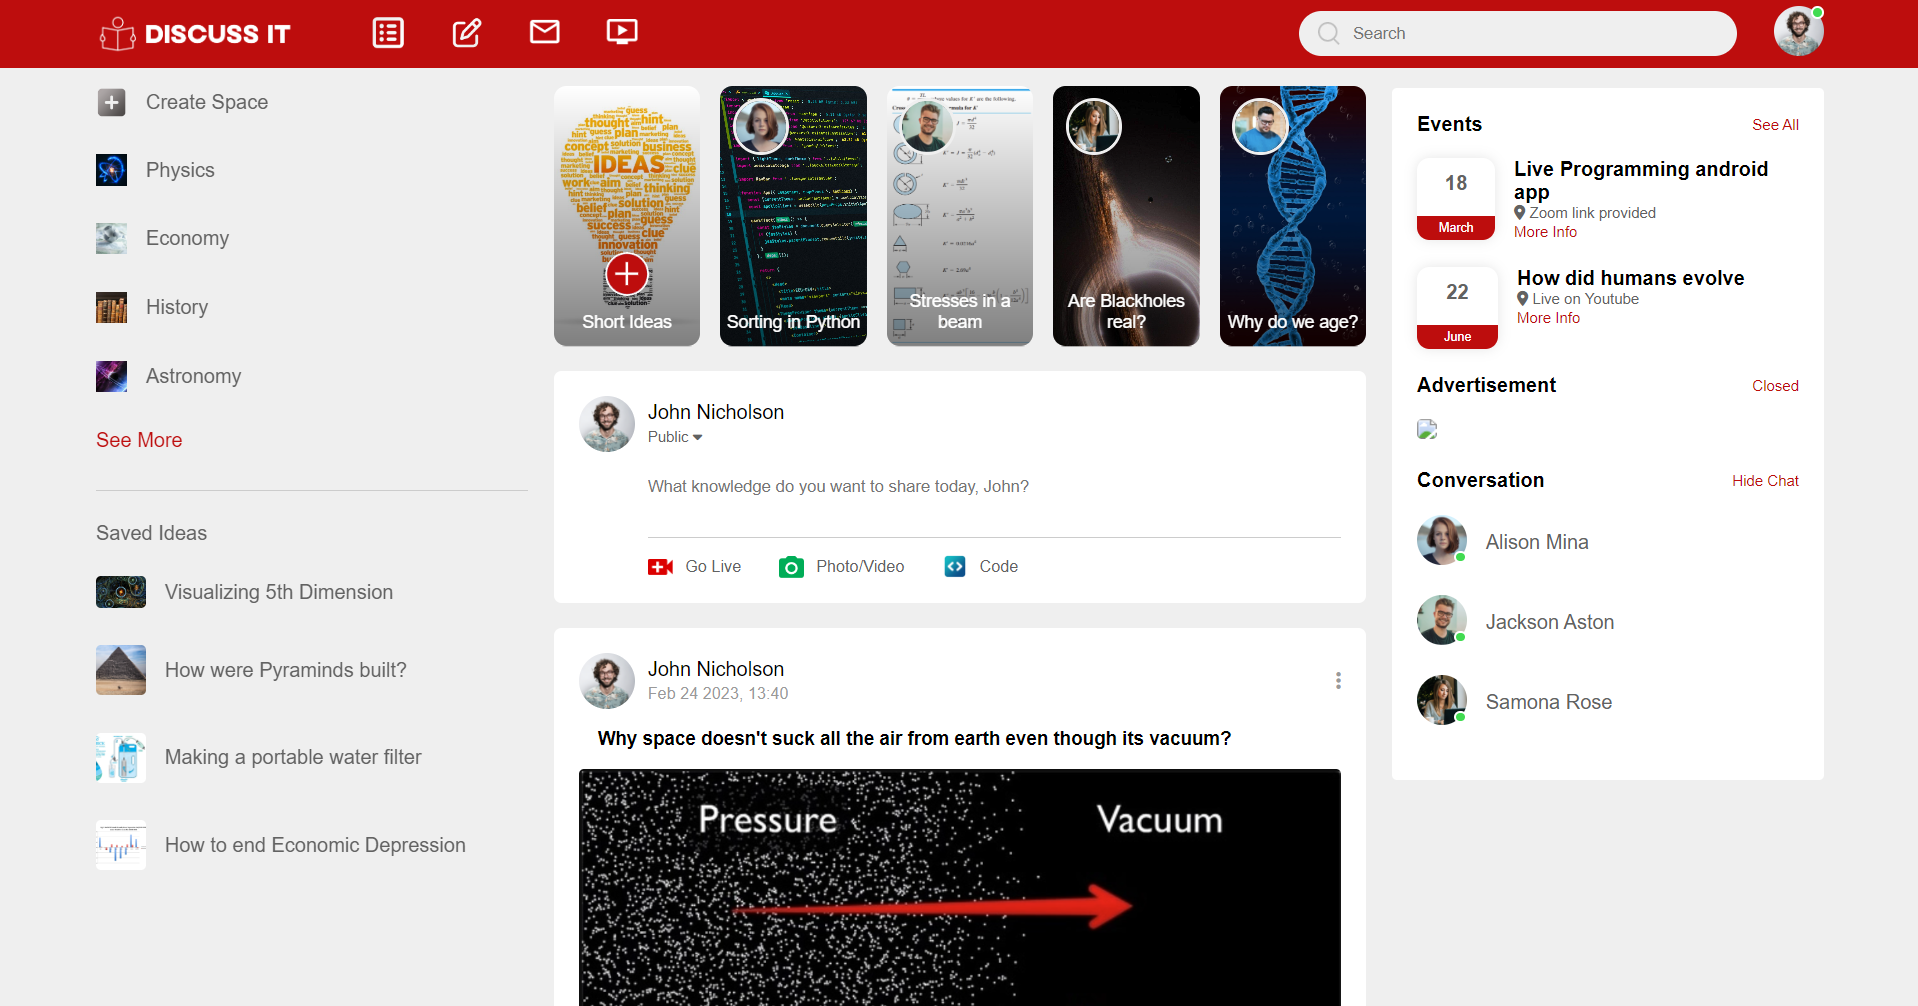 DISCUSS IT
Search
Create Space
Physics
Economy
History
Astronomy
See More
Saved Ideas
Visualizing 5th Dimension
How were Pyraminds built?
Making a portable water filter
How to end Economic Depression
IDEAS
Short Ideas
Sorting in Python
Stresses in a
beam
Are Blackholes
real?
Why do we age?
John Nicholson
Public
What knowledge do you want to share today, John?
Go Live
Photo/Video
Code
John Nicholson
Feb 24 2023, 13:40
Why space doesn't suck all the air from earth even though its vacuum?
Pressure
Vacuum
Events
See All
18
March
Live Programming android
app
Zoom link provided
More Info
22
June
How did humans evolve
Live on Youtube
More Info
Advertisement
Closed
Conversation
Hide Chat
Alison Mina
Jackson Aston
Samona Rose